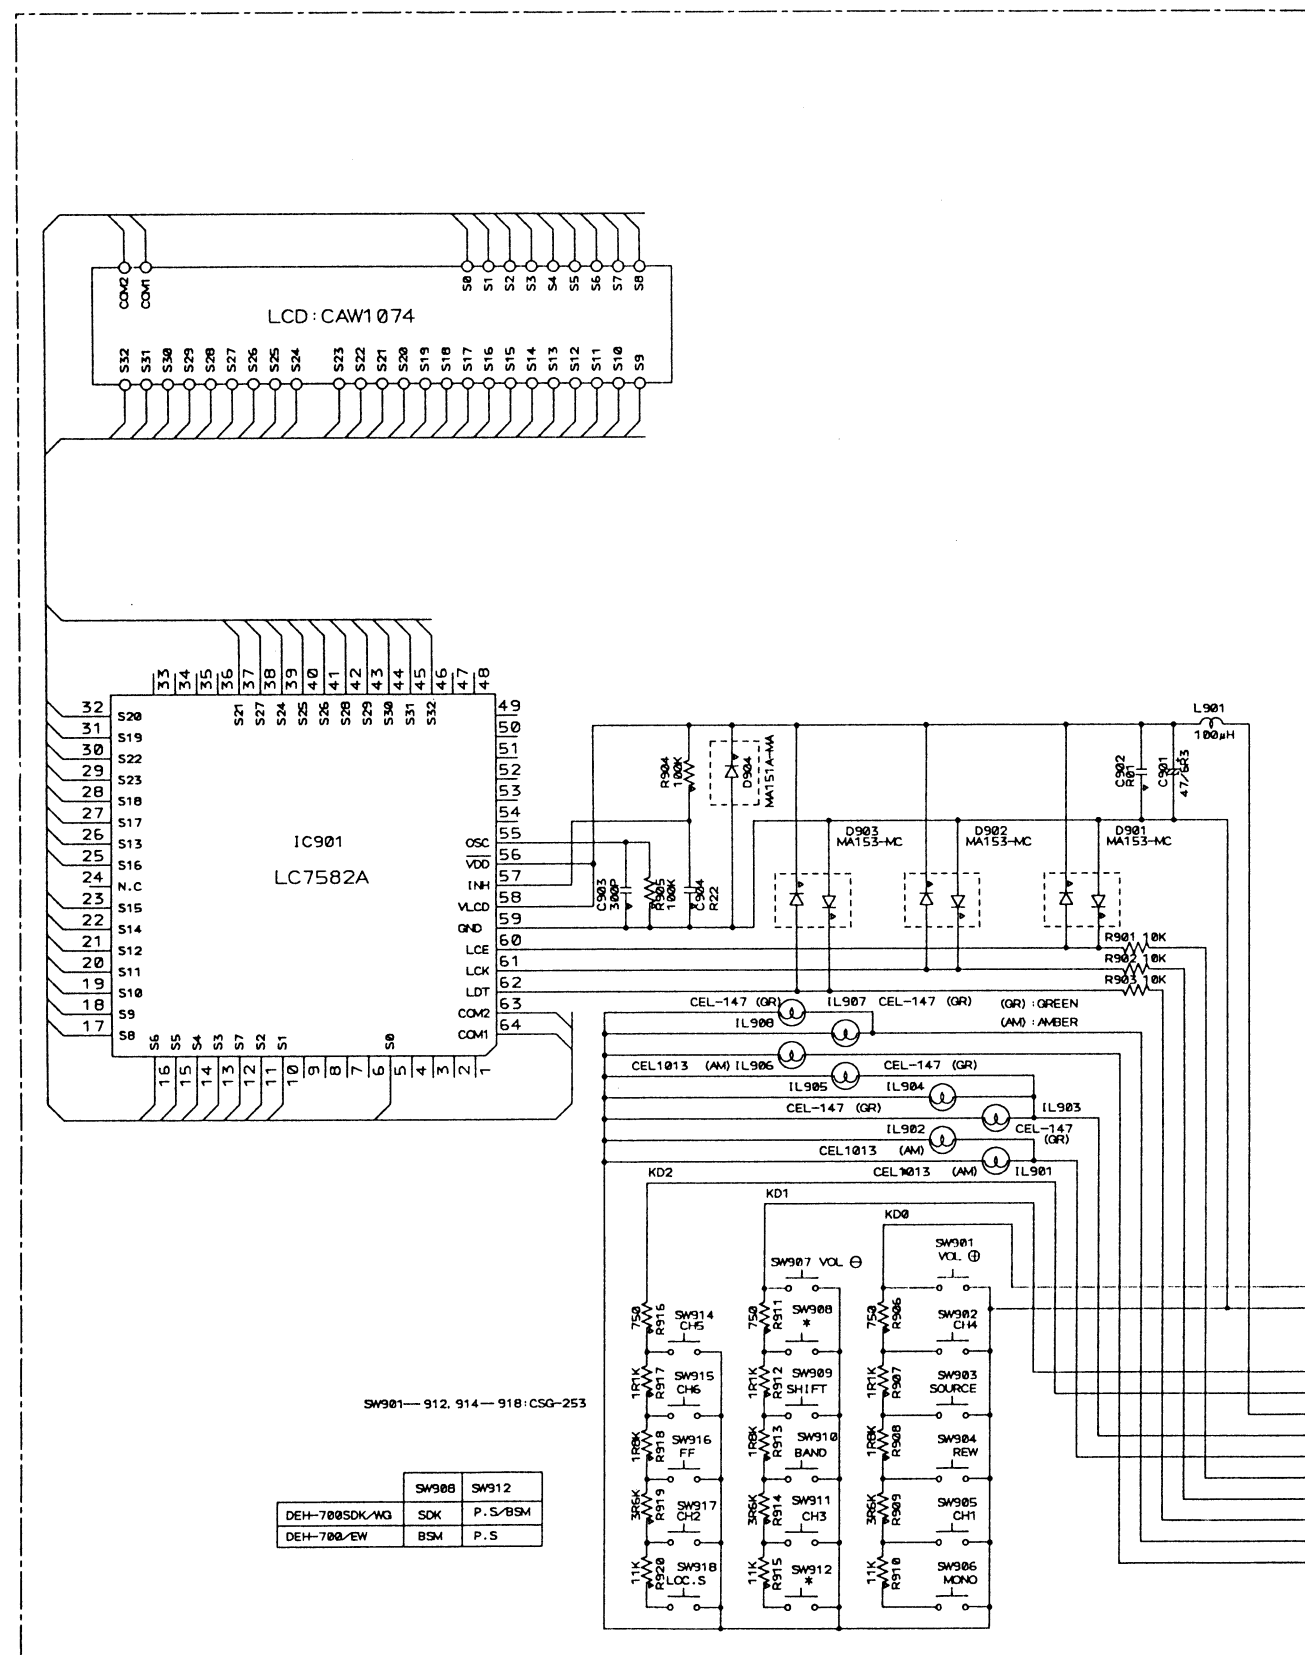 COM2 COM1 S0 S1 S2 S3 S4 S5 S6 S7 S8
LCD:CAW1074
S32 S31 S30 S29 S28 S27 S26 S25 S24 S23 S22 S21 S20 S19 S18 S17 S16 S15 S14 S13 S12 S11 S10 S9
33 34 35 36 37 38 39 40 41 42 43 44 45 46 47 48
S21 S27 S24 S25 S26 S28 S29 S30 S31 S32
32 S20
31 S19
30 S22
29 S23
28 S18
27 S17
26 S13
25 S16
24 N.C
23 S15
22 S14
21 S12
20 S11
19 S10
18 S9
17 S8
IC901
LC7582A
49
50
51
52
53
54
OSC 55
VDD 56
INH 57
VLCD 58
GND 59
LCE 60
LCK 61
LDT 62
COM2 63
COM1 64
S6 S5 S4 S3 S7 S2 S1 S0
16 15 14 13 12 11 10 9 8 7 6 5 4 3 2 1
L901
100μH
R904
100K
D904
MA151A-MA
C902
R01
C901
47/6R3
D903
MA153-MC
D902
MA153-MC
D901
MA153-MC
C903
300P
R905
100K
C904
R22
R901 10K
R902 10K
R903 10K
CEL-147 (GR) IL907 CEL-147 (GR) (GR) :GREEN
IL908 (AM) :AMBER
CEL1013 (AM) IL906 CEL-147 (GR)
IL905 IL904
CEL-147 (GR) IL903
IL902 CEL-147
(GR)
CEL1013 (AM)
CEL1013 (AM) IL901
KD2
KD1
KD0
SW901
VOL ⊕
SW907 VOL ⊖
750
R916
SW914
CH5
750
R911
SW908
*
750
R906
SW902
CH4
1R1K
R917
SW915
CH6
1R1K
R912
SW909
SHIFT
1R1K
R907
SW903
SOURCE
SW901— 912, 914— 918:CSG-253
1R8K
R918
SW916
FF
1R8K
R913
SW910
BAND
1R8K
R908
SW904
REW
3R6K
R919
SW917
CH2
3R6K
R914
SW911
CH3
3R6K
R909
SW905
CH1
11K
R920
SW918
LOC.S
11K
R915
SW912
*
11K
R910
SW906
MONO
SW908 SW912
DEH-700SDK/WG SDK P.S/BSM
DEH-700/EW BSM P.S